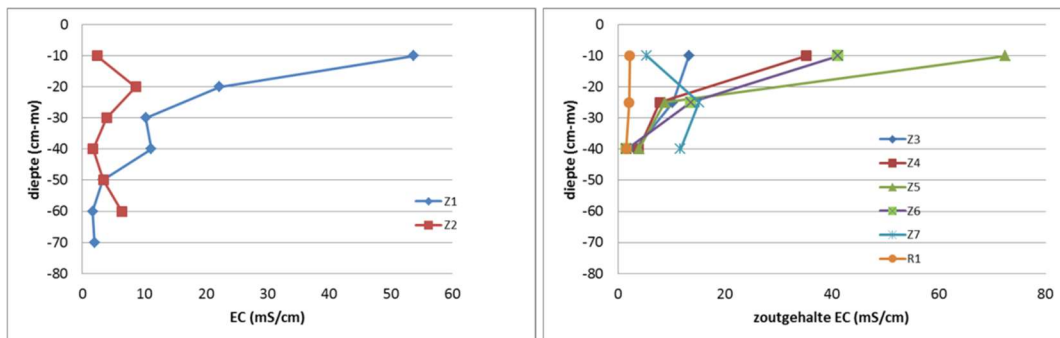 0
-10
-20
-30
-40
-50
-60
-70
-80
diepte (cm-mv)
0 10 20 30 40 50 60
EC (mS/cm)
Z1
Z2
0
-10
-20
-30
-40
-50
-60
-70
-80
diepte (cm-mv)
0 20 40 60 80
zoutgehalte EC (mS/cm)
Z3
Z4
Z5
Z6
Z7
R1